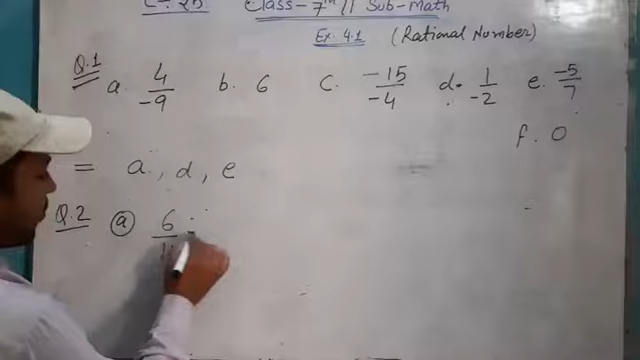 Class - 7th // Sub - Math
Ex. 4.1 (Rational Number)
Q.1 a. 4/-9 b. 6 c. -15/-4 d. 1/-2 e. -5/7
f. 0
= a., d, e
Q.2 (a) 6/